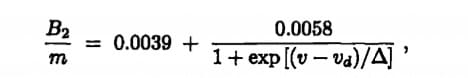 B₂/m = 0.0039 + 0.0058/(1 + exp [(v – v_d)/Δ]) ,